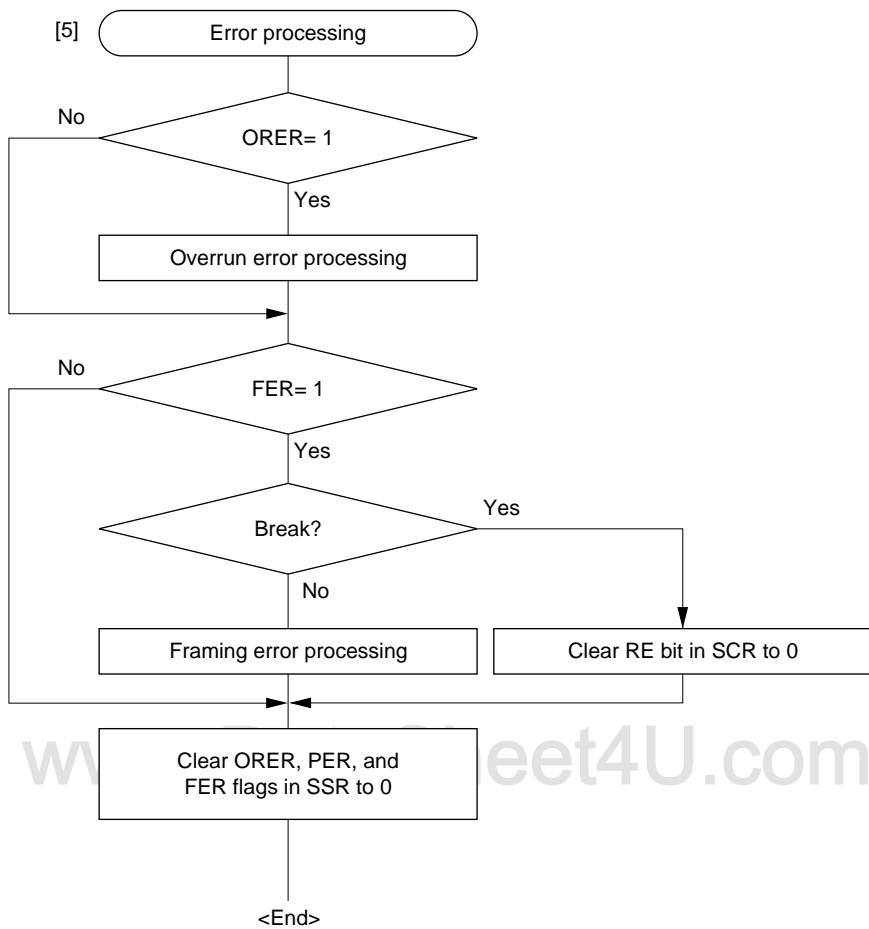 [5] Error processing
No
ORER= 1
Yes
Overrun error processing
No
FER= 1
Yes
Yes
Break?
No
Framing error processing
Clear RE bit in SCR to 0
Clear ORER, PER, and
FER flags in SSR to 0
<End>